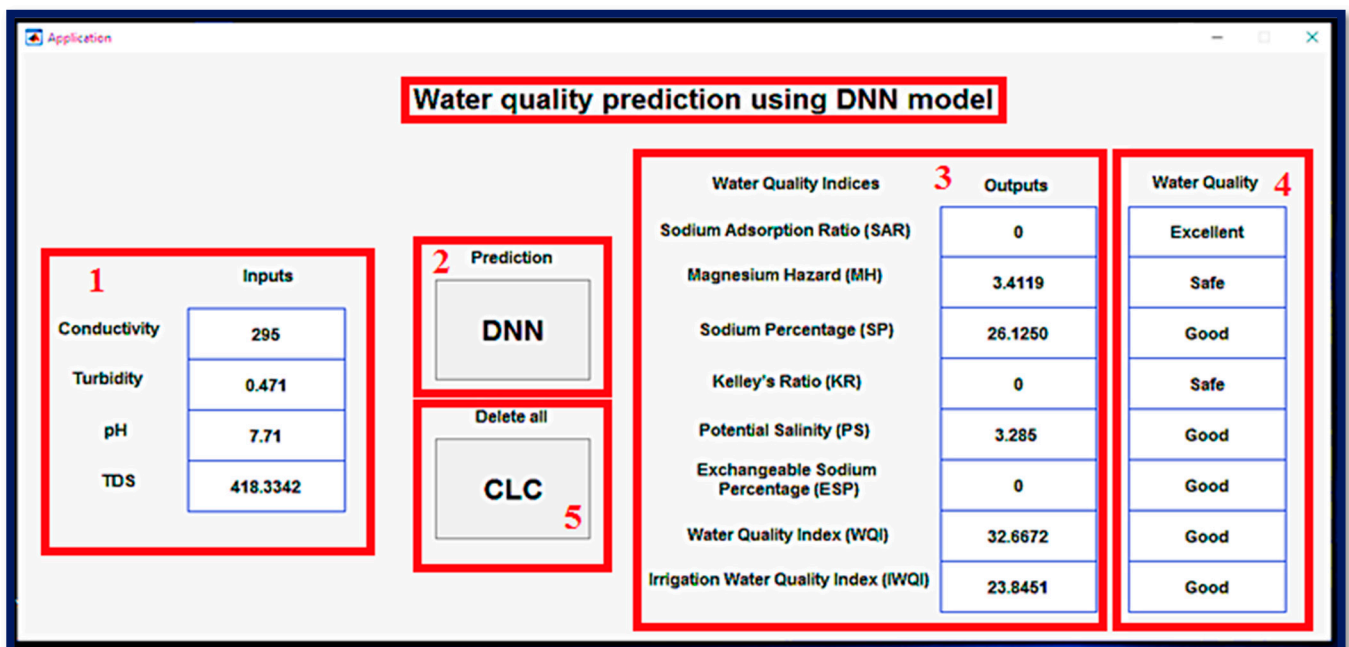 Application
Water quality prediction using DNN model
1
Inputs
Conductivity 295
Turbidity 0.471
pH 7.71
TDS 418.3342
2
Prediction
DNN
Delete all
CLC
5
Water Quality Indices 3 Outputs
Sodium Adsorption Ratio (SAR) 0
Magnesium Hazard (MH) 3.4119
Sodium Percentage (SP) 26.1250
Kelley's Ratio (KR) 0
Potential Salinity (PS) 3.285
Exchangeable Sodium
Percentage (ESP) 0
Water Quality Index (WQI) 32.6672
Irrigation Water Quality Index (IWQI) 23.8451
Water Quality 4
Excellent
Safe
Good
Safe
Good
Good
Good
Good